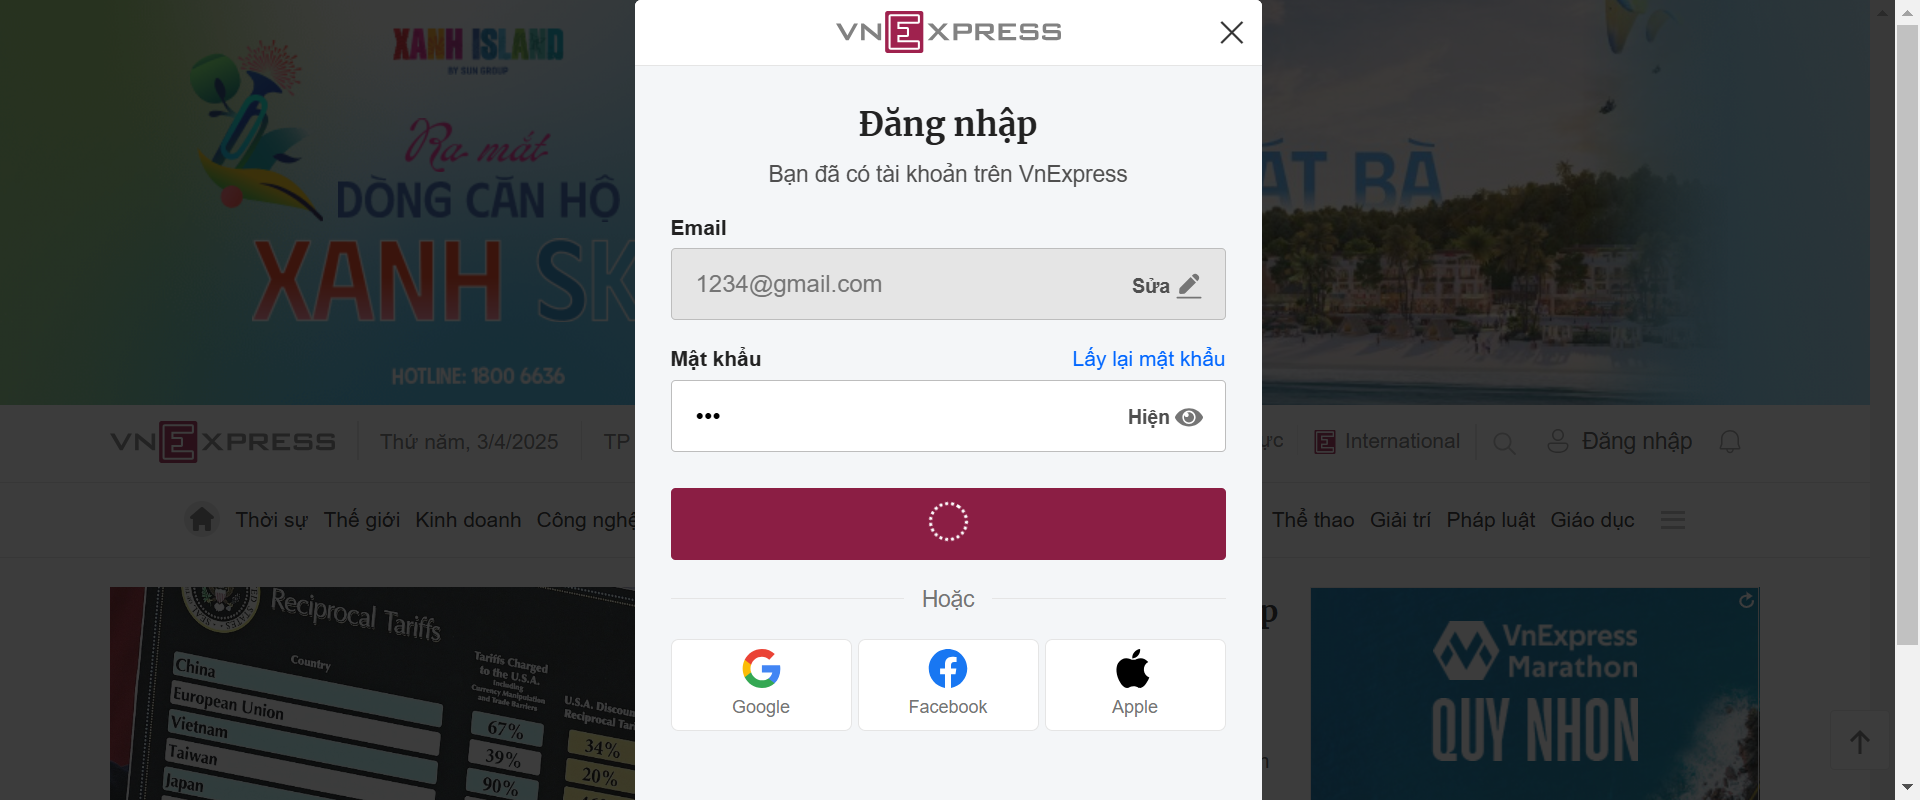 XANH ISLAND
BY SUN GROUP
Ra mắt
DÒNG CĂN HỘ
XANH SK
HOTLINE: 1800 6636
ÁT BÀ
VNEXPRESS
Đăng nhập
Bạn đã có tài khoản trên VnExpress
Email
1234@gmail.com
Sửa
Mật khẩu
Lấy lại mật khẩu
•••
Hiện
Hoặc
Google
Facebook
Apple
VNEXPRESS
Thứ năm, 3/4/2025
TP
ực
E International
Đăng nhập
Thời sự
Thế giới
Kinh doanh
Công nghệ
Thể thao
Giải trí
Pháp luật
Giáo dục
Reciprocal Tariffs
Country
Tariffs Charged
to the U.S.A.
Including
Currency Manipulation
and Trade Barriers
U.S.A. Discoun
Reciprocal Tar
China
67%
34%
European Union
39%
20%
Vietnam
90%
Taiwan
Japan
p
VnExpress
Marathon
QUY NHON